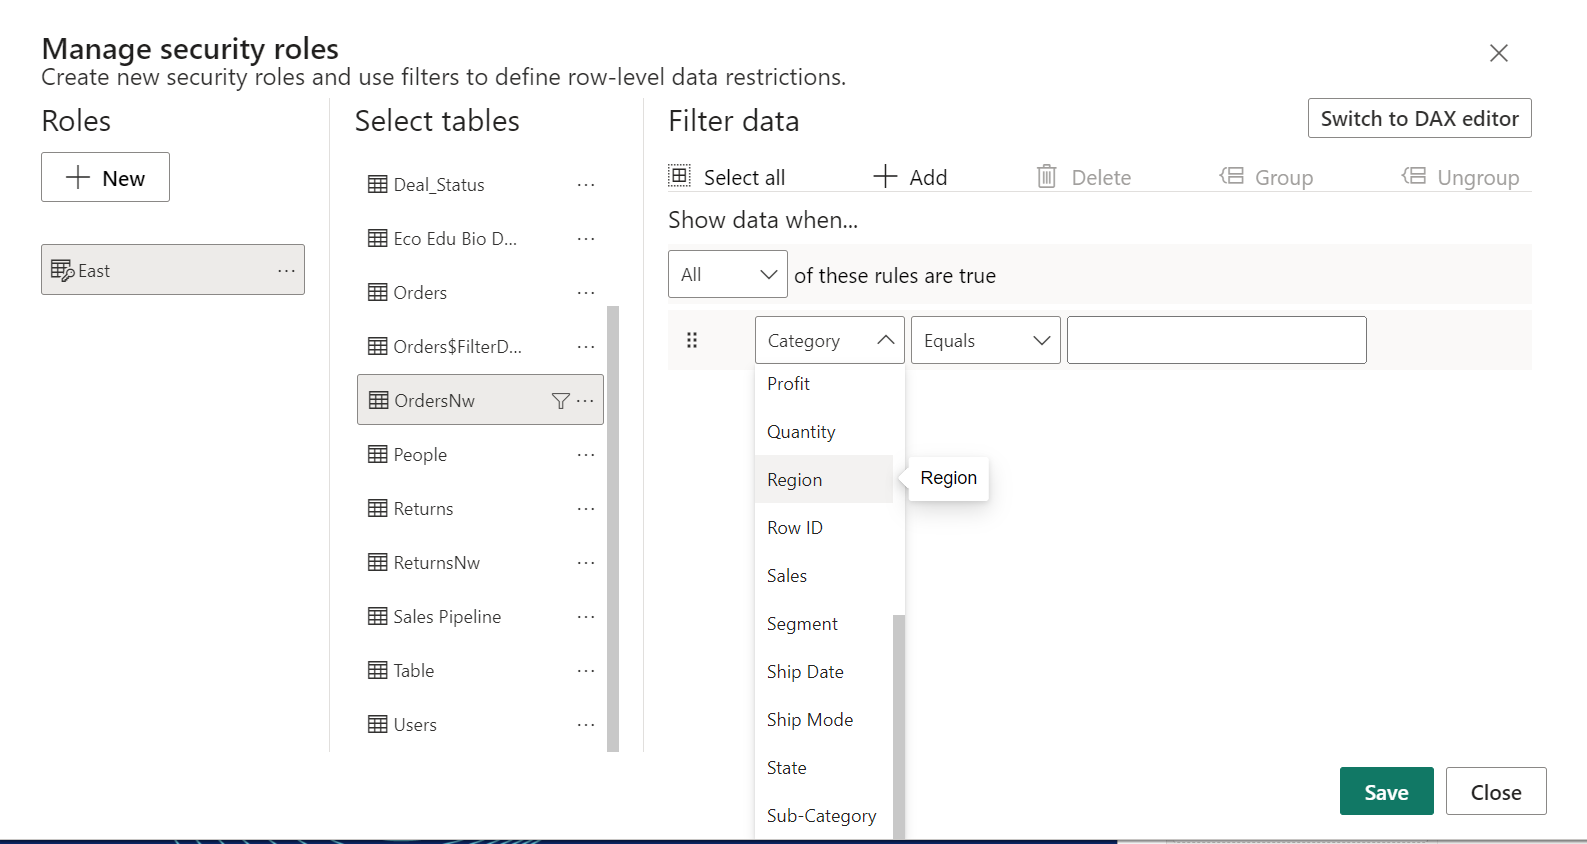 Manage security roles
Create new security roles and use filters to define row-level data restrictions.
Roles
New
East
Select tables
Deal_Status
Eco Edu Bio D...
Orders
Orders$FilterD...
OrdersNw
People
Returns
ReturnsNw
Sales Pipeline
Table
Users
Filter data
Switch to DAX editor
Select all
Add
Delete
Group
Ungroup
Show data when...
All of these rules are true
Category Equals
Profit
Quantity
Region
Region
Row ID
Sales
Segment
Ship Date
Ship Mode
State
Sub-Category
Save
Close